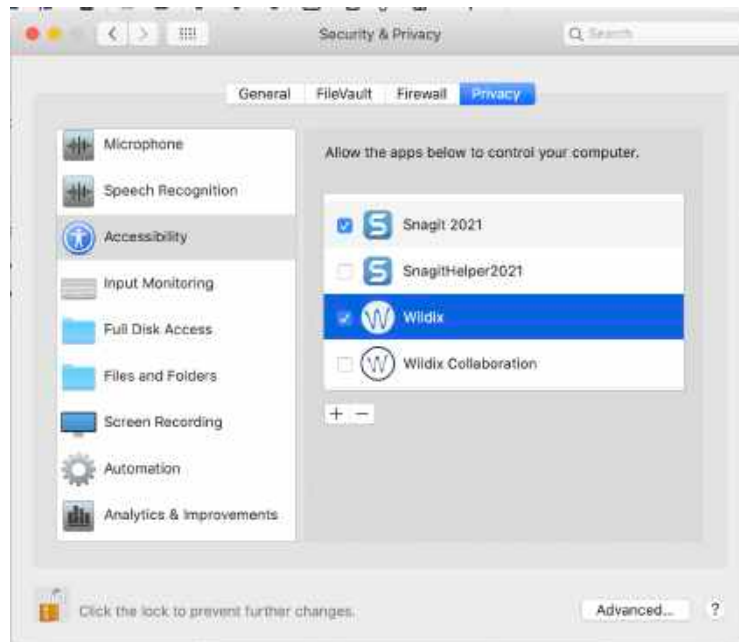 Security & Privacy
Search
General FileVault Firewall Privacy
Microphone
Speech Recognition
Accessibility
Input Monitoring
Full Disk Access
Files and Folders
Screen Recording
Automation
Analytics & Improvements
Allow the apps below to control your computer.
Snagit 2021
SnagitHelper2021
Wildix
Wildix Collaboration
+ −
Click the lock to prevent further changes.
Advanced... ?